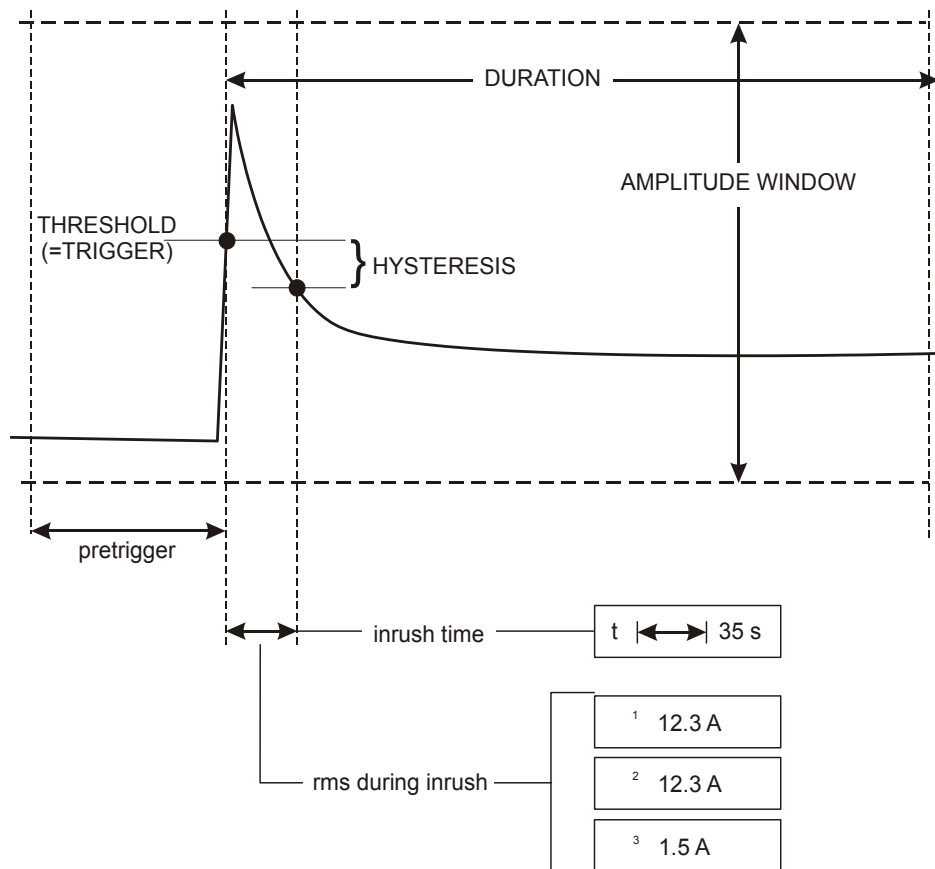 DURATION
AMPLITUDE WINDOW
THRESHOLD
(=TRIGGER)
HYSTERESIS
pretrigger
inrush time
t 35 s
rms during inrush
1 12.3 A
2 12.3 A
3 1.5 A